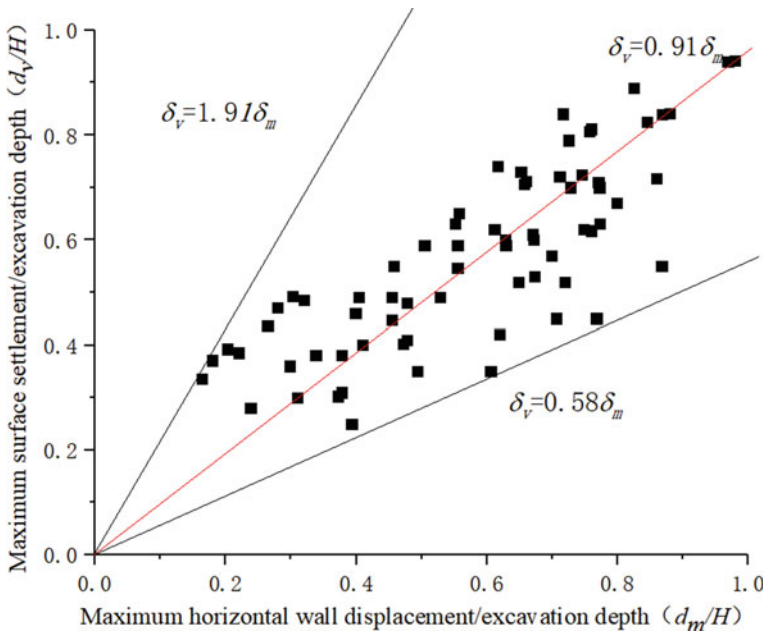 Maximum surface settlement/excavation depth（dv/H）
1.0
0.8
0.6
0.4
0.2
0.0
δv=1.91δm
δv=0.91δm
δv=0.58δm
0.0 0.2 0.4 0.6 0.8 1.0
Maximum horizontal wall displacement/excavation depth（dm/H）